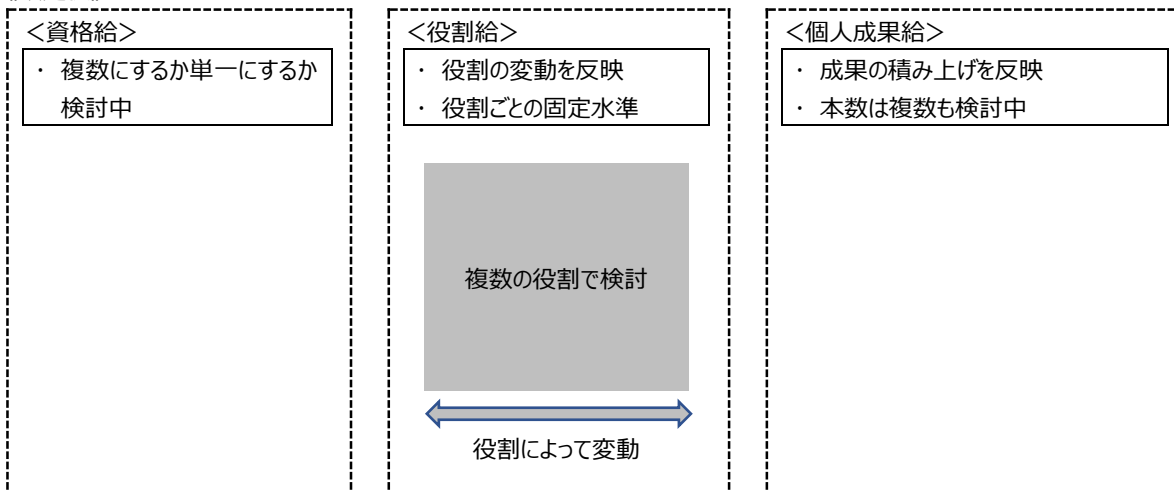 ＜資格給＞
・ 複数にするか単一にするか
検討中
＜役割給＞
・ 役割の変動を反映
・ 役割ごとの固定水準
複数の役割で検討
役割によって変動
＜個人成果給＞
・ 成果の積み上げを反映
・ 本数は複数も検討中